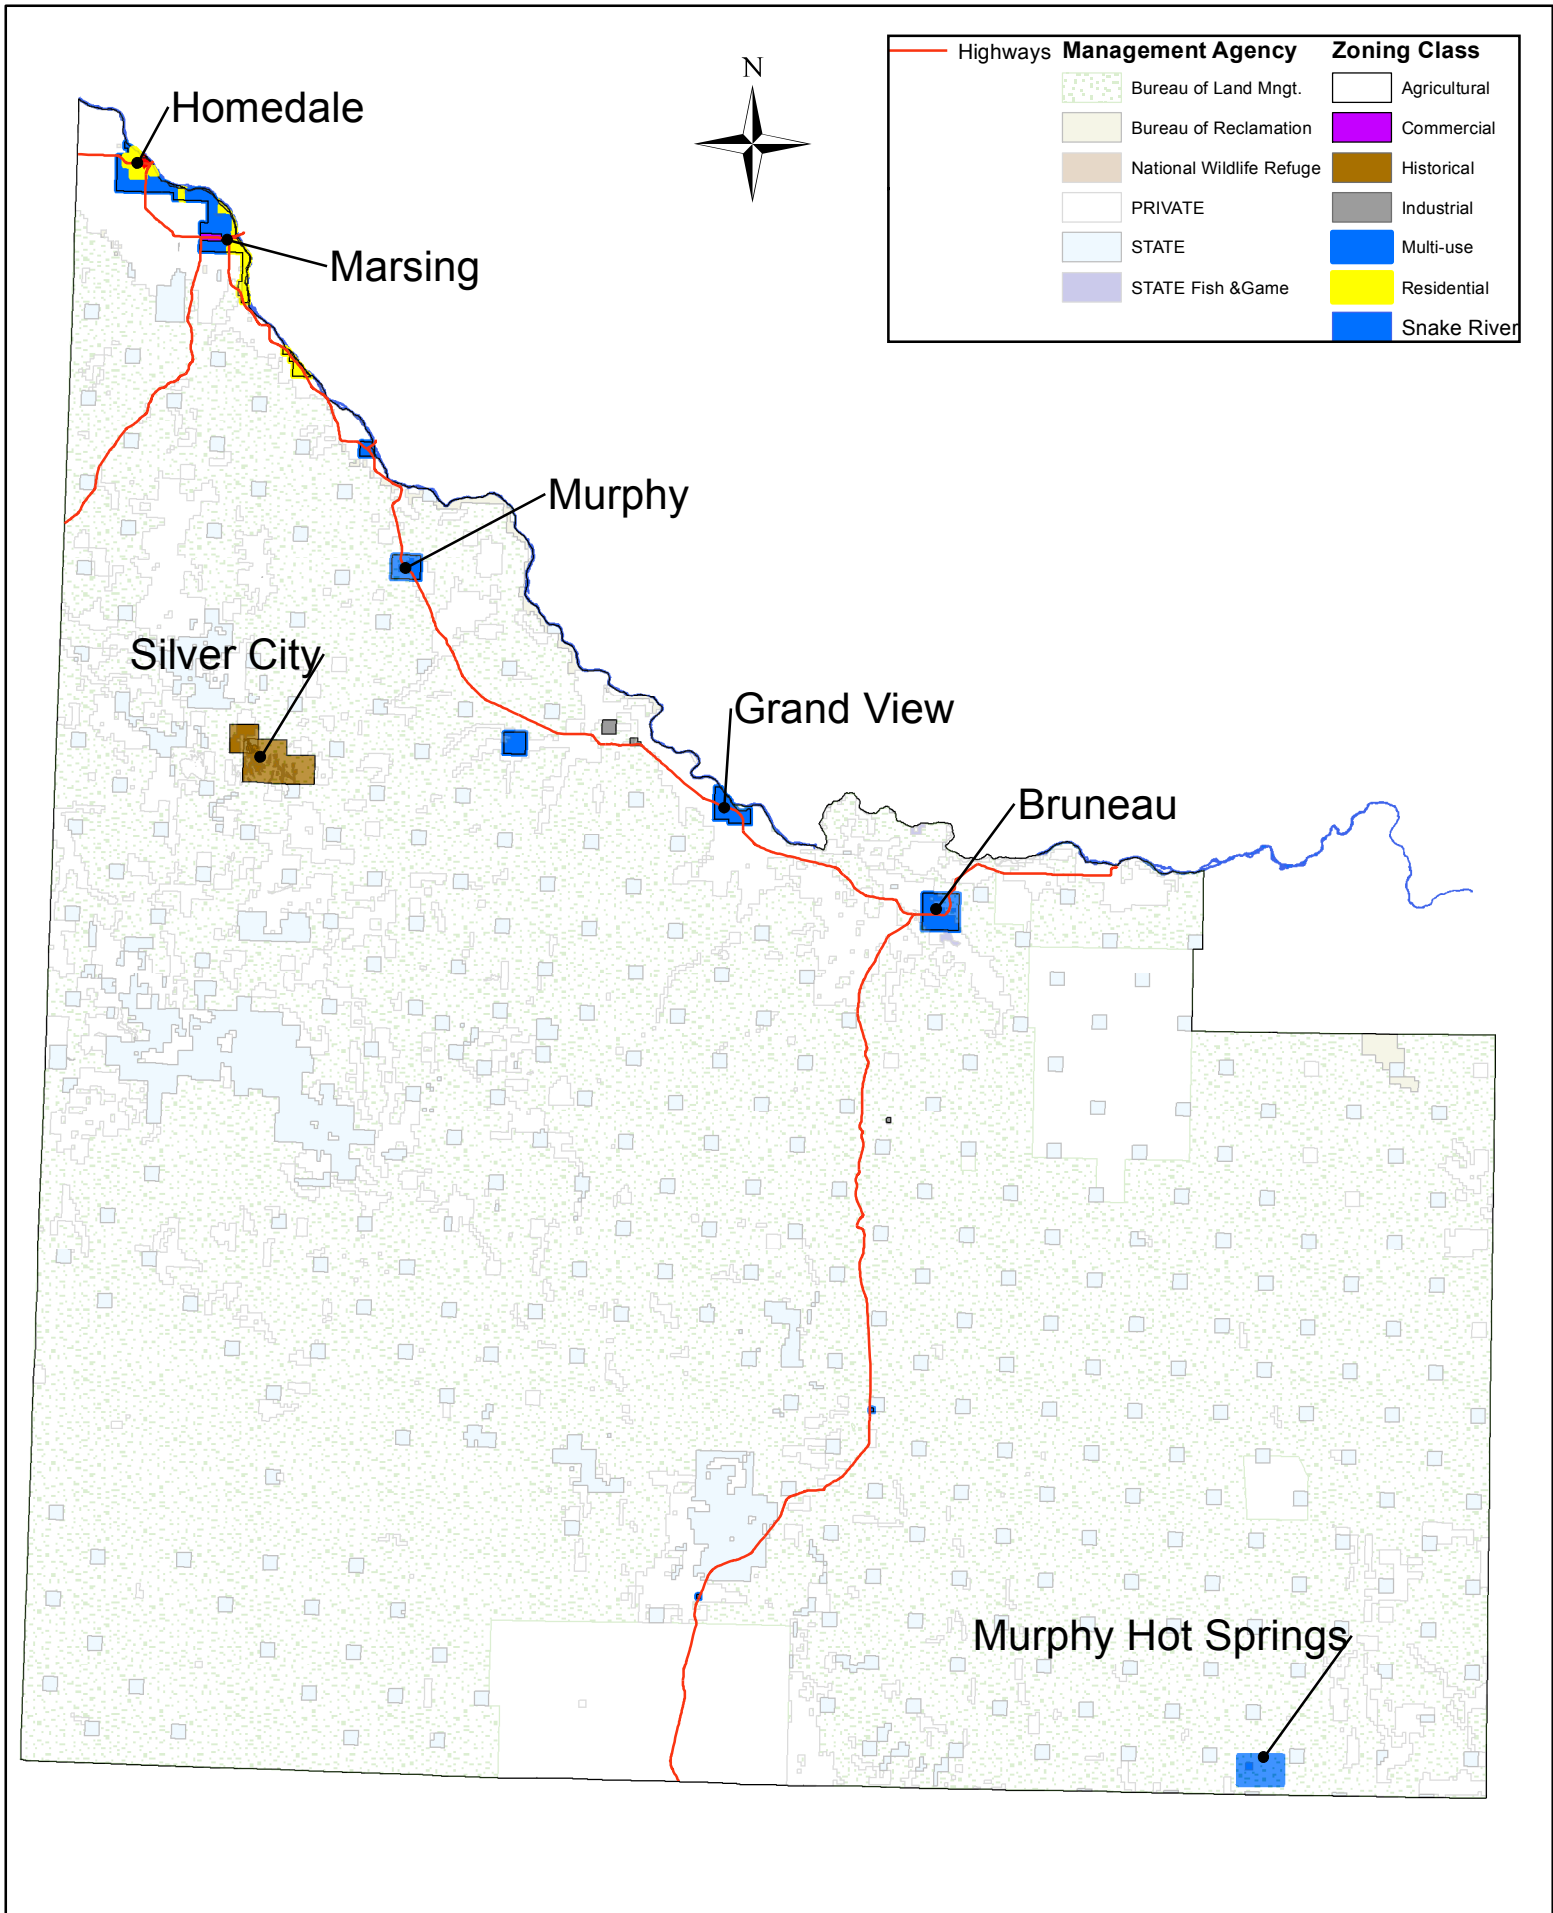 N
Highways Management Agency Zoning Class
Bureau of Land Mngt. Agricultural
Bureau of Reclamation Commercial
National Wildlife Refuge Historical
PRIVATE Industrial
STATE Multi-use
STATE Fish &Game Residential
Snake River
Homedale
Marsing
Murphy
Silver City
Grand View
Bruneau
Murphy Hot Springs